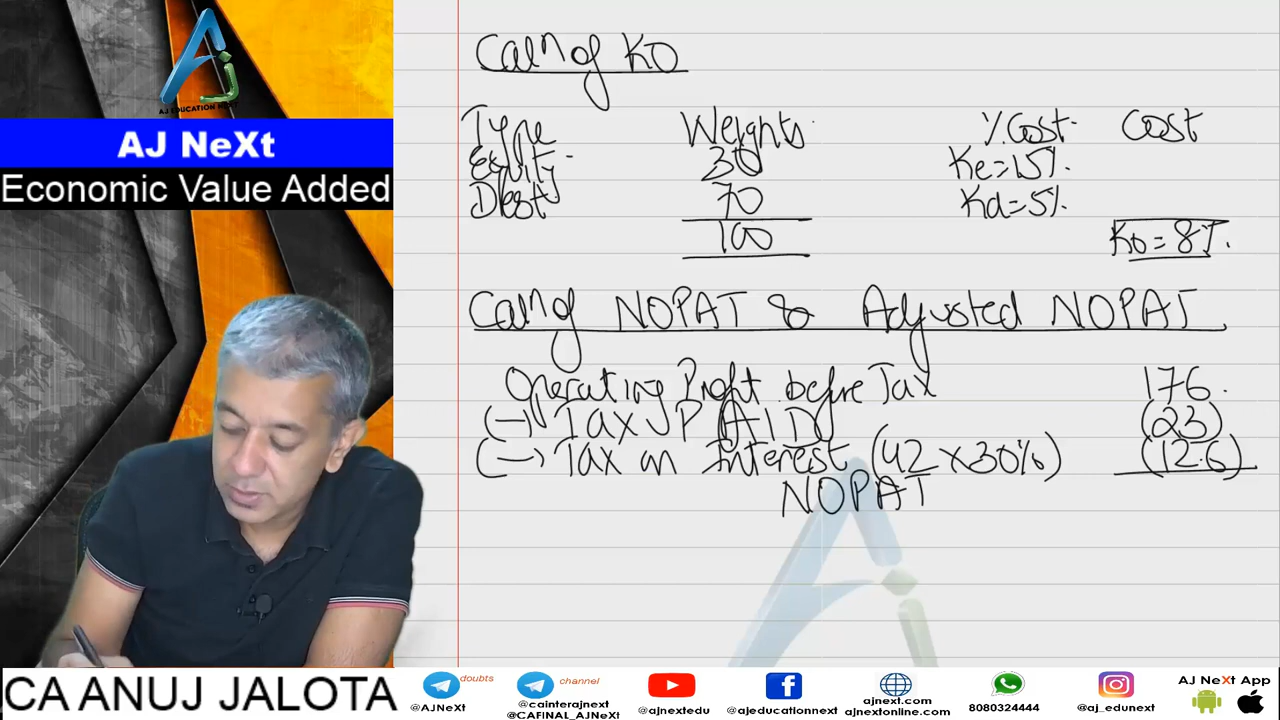 AJ EDUCATION NEXT
AJ NeXt
Economic Value Added
Caln of Ko
Type Weights % Cost Cost
Equity 30 Ke=15%
Debt 70 Kd=5%
100 Ko=8%
Caln of NOPAT & Adjusted NOPAT
Operating Profit before Tax 176
(-) Tax PAID (23)
(-) Tax on Interest (42 x 30%) (12.6)
NOPAT
CA ANUJ JALOTA
doubts
@AJNeXt
channel
@cainterajnext
@CAFINAL_AJNeXt
@ajnextedu
@ajeducationnext
ajnext.com
ajnextonline.com
8080324444
@aj_edunext
AJ NeXt App